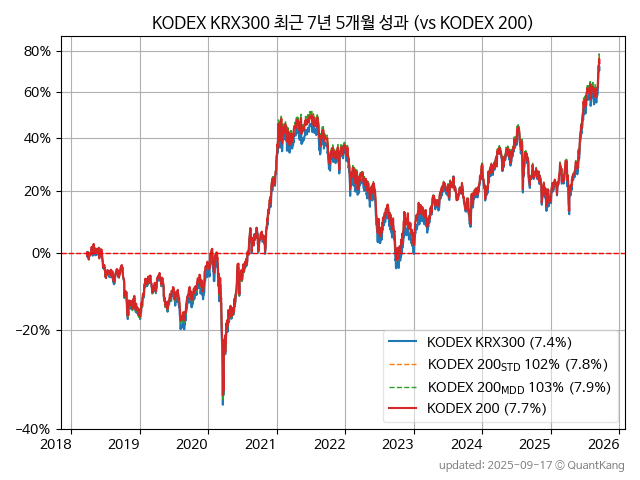 KODEX KRX300 최근 7년 5개월 성과 (vs KODEX 200)
80%
60%
40%
20%
0%
−20%
−40%
2018 2019 2020 2021 2022 2023 2024 2025 2026
KODEX KRX300 (7.4%)
KODEX 200STD 102% (7.8%)
KODEX 200MDD 103% (7.9%)
KODEX 200 (7.7%)
updated: 2025-09-17 © QuantKang